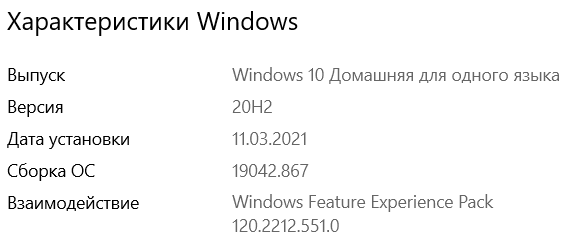 Характеристики Windows
Выпуск Windows 10 Домашняя для одного языка
Версия 20H2
Дата установки 11.03.2021
Сборка ОС 19042.867
Взаимодействие Windows Feature Experience Pack
120.2212.551.0